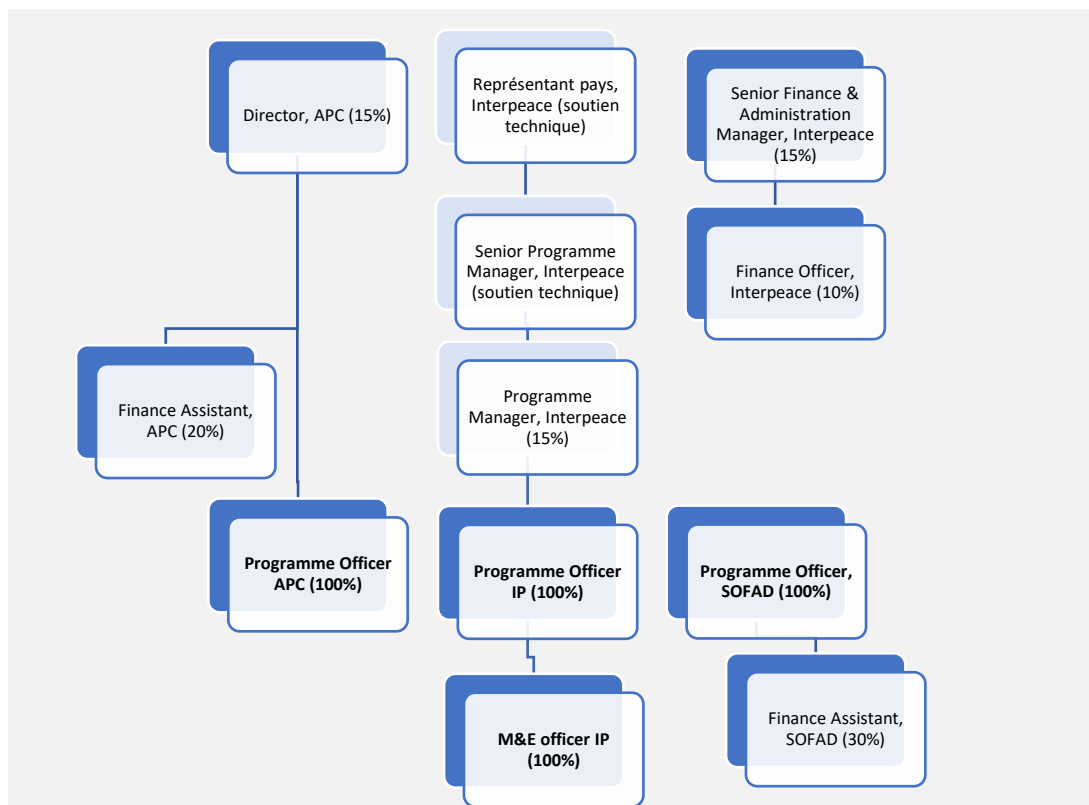 Director, APC (15%)
Représentant pays,
Interpeace (soutien
technique)
Senior Finance &
Administration
Manager, Interpeace
(15%)
Senior Programme
Manager, Interpeace
(soutien technique)
Finance Officer,
Interpeace (10%)
Finance Assistant,
APC (20%)
Programme
Manager, Interpeace
(15%)
Programme Officer
APC (100%)
Programme Officer
IP (100%)
Programme Officer,
SOFAD (100%)
M&E officer IP
(100%)
Finance Assistant,
SOFAD (30%)